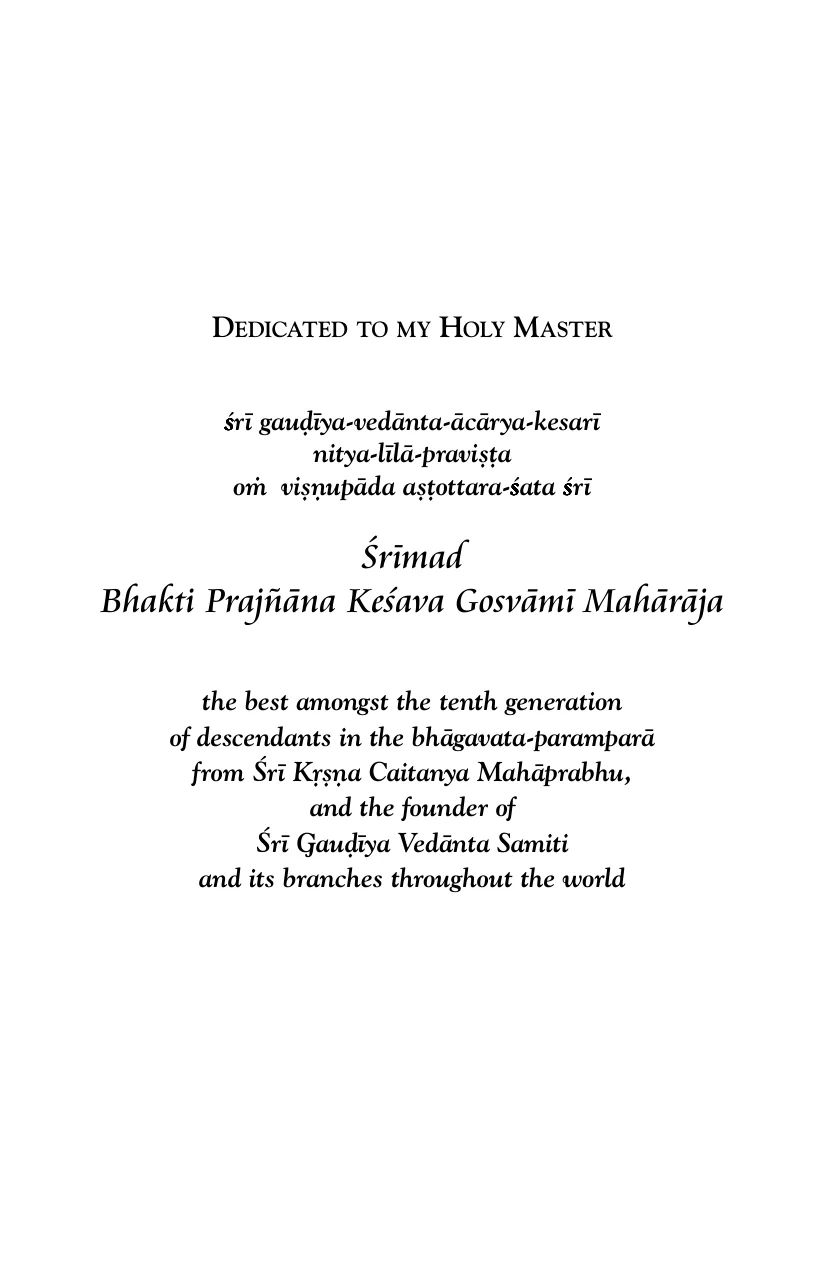 Dedicated to my Holy Master
śrī gauḍīya-vedānta-ācārya-kesarī
nitya-līlā-praviṣṭa
oṁ viṣṇupāda aṣṭottara-śata śrī
Śrīmad
Bhakti Prajñāna Keśava Gosvāmī Mahārāja
the best amongst the tenth generation
of descendants in the bhāgavata-paramparā
from Śrī Kṛṣṇa Caitanya Mahāprabhu,
and the founder of
Śrī Gauḍīya Vedānta Samiti
and its branches throughout the world